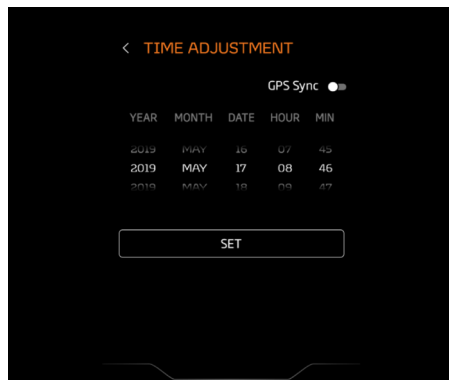 < TIME ADJUSTMENT
GPS Sync
YEAR MONTH DATE HOUR MIN
2019 MAY 16 07 45
2019 MAY 17 08 46
2019 MAY 18 09 47
SET